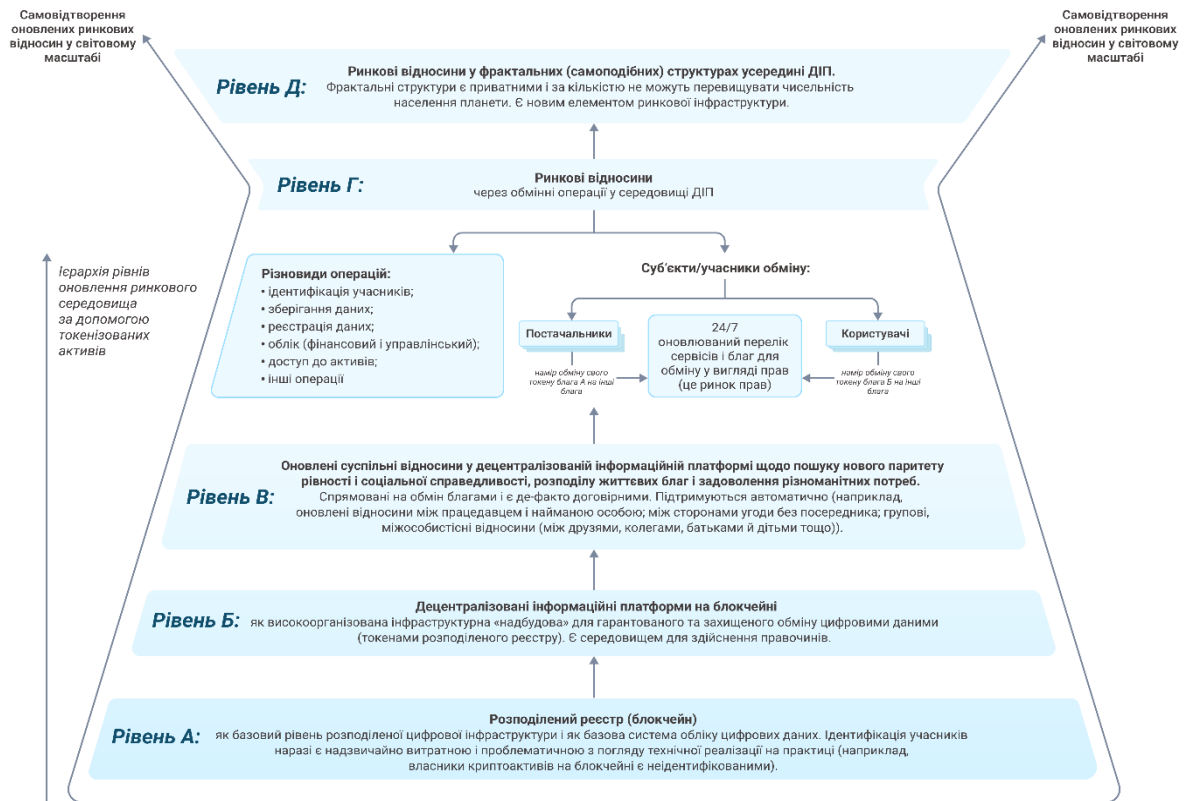 Самовідтворення
оновлених ринкових
відносин у світовому
масштабі
Самовідтворення
оновлених ринкових
відносин у світовому
масштабі
Рівень Д:
Ринкові відносини у фрактальних (самоподібних) структурах усередині ДІП.
Фрактальні структури є приватними і за кількістю не можуть перевищувати чисельність
населення планети. Є новим елементом ринкової інфраструктури.
Рівень Г:
Ринкові відносини
через обмінні операції у середовищі ДІП
Ієрархія рівнів
оновлення ринкового
середовища
за допомогою
токенізованих
активів
Різновиди операцій:
• ідентифікація учасників;
• зберігання даних;
• реєстрація даних;
• облік (фінансовий і управлінський);
• доступ до активів;
• інші операції
Суб'єкти/учасники обміну:
Постачальники
намір обміну свого
токену блага А на інші
блага
24/7
оновлюваний перелік
сервісів і благ для
обміну у вигляді прав
(це ринок прав)
Користувачі
намір обміну свого
токену блага Б на інші
блага
Рівень В:
Оновлені суспільні відносини у децентралізованій інформаційній платформі щодо пошуку нового паритету
рівності і соціальної справедливості, розподілу життєвих благ і задоволення різноманітних потреб.
Спрямовані на обмін благами і є де-факто договірними. Підтримуються автоматично (наприклад,
оновлені відносини між працедавцем і найманою особою; між сторонами угоди без посередника; групові,
міжособистісні відносини (між друзями, колегами, батьками й дітьми тощо)).
Рівень Б:
Децентралізовані інформаційні платформи на блокчейні
як високоорганізована інфраструктурна «надбудова» для гарантованого та захищеного обміну цифровими даними
(токенами розподіленого реєстру). Є середовищем для здійснення правочинів.
Рівень А:
Розподілений реєстр (блокчейн)
як базовий рівень розподіленої цифрової інфраструктури і як базова система обліку цифрових даних. Ідентифікація учасників
наразі є надзвичайно витратною і проблематичною з погляду технічної реалізації на практиці (наприклад,
власники криптоактивів на блокчейні є неідентифікованими).